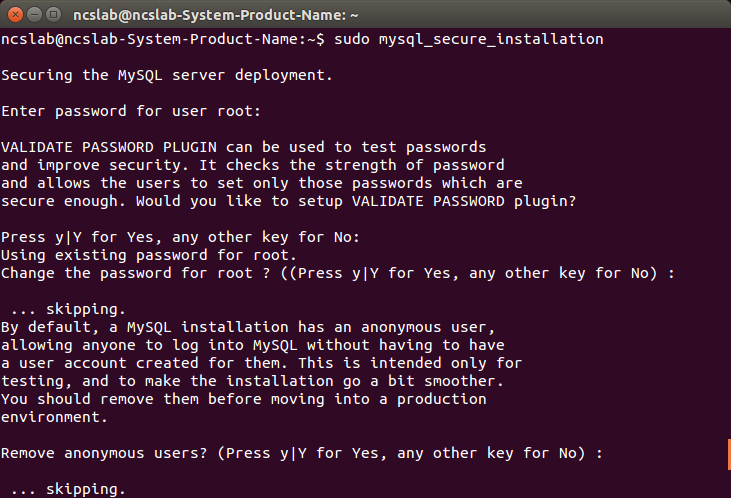 ncslab@ncslab-System-Product-Name: ~
ncslab@ncslab-System-Product-Name:~$ sudo mysql_secure_installation
Securing the MySQL server deployment.
Enter password for user root:
VALIDATE PASSWORD PLUGIN can be used to test passwords
and improve security. It checks the strength of password
and allows the users to set only those passwords which are
secure enough. Would you like to setup VALIDATE PASSWORD plugin?
Press y|Y for Yes, any other key for No:
Using existing password for root.
Change the password for root ? ((Press y|Y for Yes, any other key for No) :
... skipping.
By default, a MySQL installation has an anonymous user,
allowing anyone to log into MySQL without having to have
a user account created for them. This is intended only for
testing, and to make the installation go a bit smoother.
You should remove them before moving into a production
environment.
Remove anonymous users? (Press y|Y for Yes, any other key for No) :
... skipping.